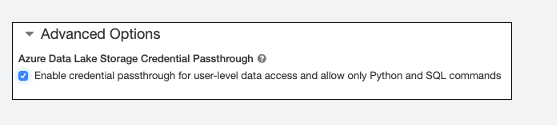 Advanced Options
Azure Data Lake Storage Credential Passthrough
Enable credential passthrough for user-level data access and allow only Python and SQL commands